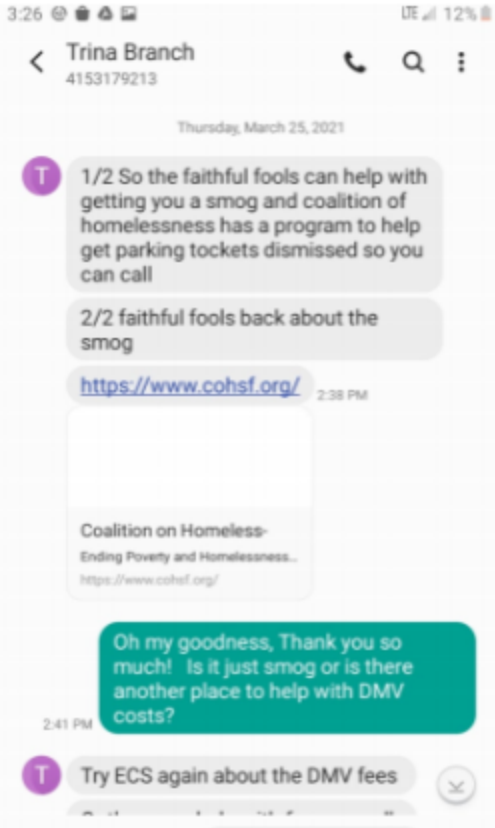 3:26 LTE 12%
Trina Branch
4153179213
Thursday, March 25, 2021
T
1/2 So the faithful fools can help with
getting you a smog and coalition of
homelessness has a program to help
get parking tockets dismissed so you
can call
2/2 faithful fools back about the
smog
https://www.cohsf.org/ 2:38 PM
Coalition on Homeless-
Ending Poverty and Homelessness...
https://www.cohsf.org/
Oh my goodness, Thank you so
much! Is it just smog or is there
another place to help with DMV
costs?
2:41 PM
T Try ECS again about the DMV fees